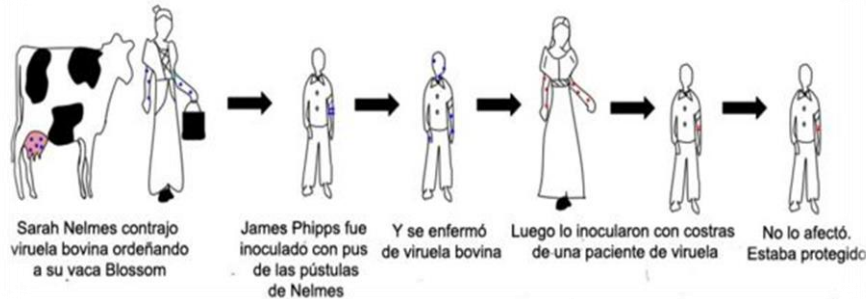 Sarah Nelmes contrajo
viruela bovina ordeñando
a su vaca Blossom
James Phipps fue
inoculado con pus
de las pústulas
de Nelmes
Y se enfermó
de viruela bovina
Luego lo inocularon con costras
de una paciente de viruela
No lo afectó.
Estaba protegido